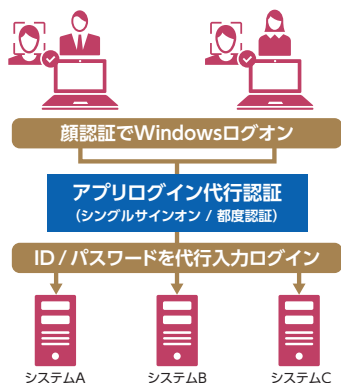 顔認証でWindowsログオン
アプリログイン代行認証
(シングルサインオン / 都度認証)
ID / パスワードを代行入力ログイン
システムA システムB システムC